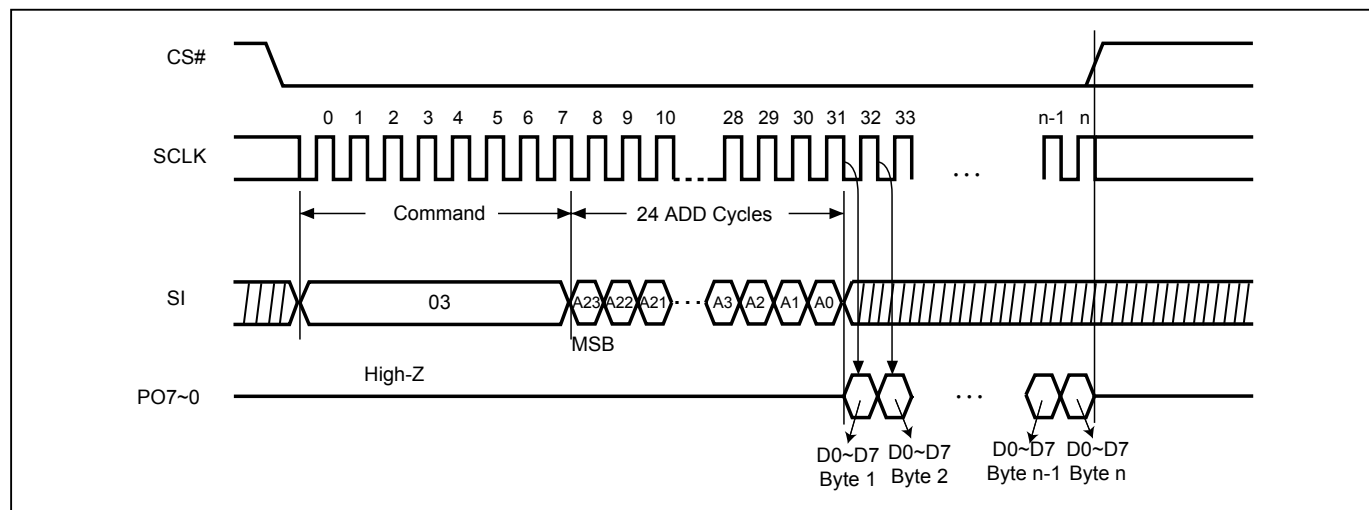 CS#
0 1 2 3 4 5 6 7 8 9 10 28 29 30 31 32 33 n-1 n
SCLK
...
Command 24 ADD Cycles
SI
03 A23 A22 A21 ... A3 A2 A1 A0
MSB
High-Z
PO7~0
...
D0~D7 D0~D7 D0~D7 D0~D7
Byte 1 Byte 2 Byte n-1 Byte n